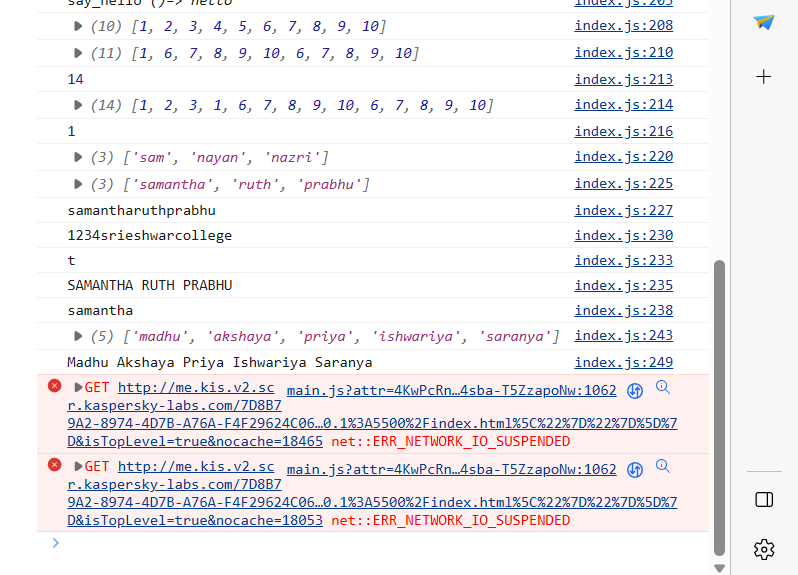 say_hello ()=> hello index.js:205
(10) [1, 2, 3, 4, 5, 6, 7, 8, 9, 10] index.js:208
(11) [1, 6, 7, 8, 9, 10, 6, 7, 8, 9, 10] index.js:210
14 index.js:213
(14) [1, 2, 3, 1, 6, 7, 8, 9, 10, 6, 7, 8, 9, 10] index.js:214
1 index.js:216
(3) ['sam', 'nayan', 'nazri'] index.js:220
(3) ['samantha', 'ruth', 'prabhu'] index.js:225
samantharuthprabhu index.js:227
1234srieshwarcollege index.js:230
t index.js:233
SAMANTHA RUTH PRABHU index.js:235
samantha index.js:238
(5) ['madhu', 'akshaya', 'priya', 'ishwariya', 'saranya'] index.js:243
Madhu Akshaya Priya Ishwariya Saranya index.js:249
GET http://me.kis.v2.sc main.js?attr=4KwPcRn…4sba-T5ZzapoNw:1062
r.kaspersky-labs.com/7D8B7
9A2-8974-4D7B-A76A-F4F29624C06…0.1%3A5500%2Findex.html%5C%22%7D%22%7D%5D%7
D&isTopLevel=true&nocache=18465 net::ERR_NETWORK_IO_SUSPENDED
GET http://me.kis.v2.sc main.js?attr=4KwPcRn…4sba-T5ZzapoNw:1062
r.kaspersky-labs.com/7D8B7
9A2-8974-4D7B-A76A-F4F29624C06…0.1%3A5500%2Findex.html%5C%22%7D%22%7D%5D%7
D&isTopLevel=true&nocache=18053 net::ERR_NETWORK_IO_SUSPENDED